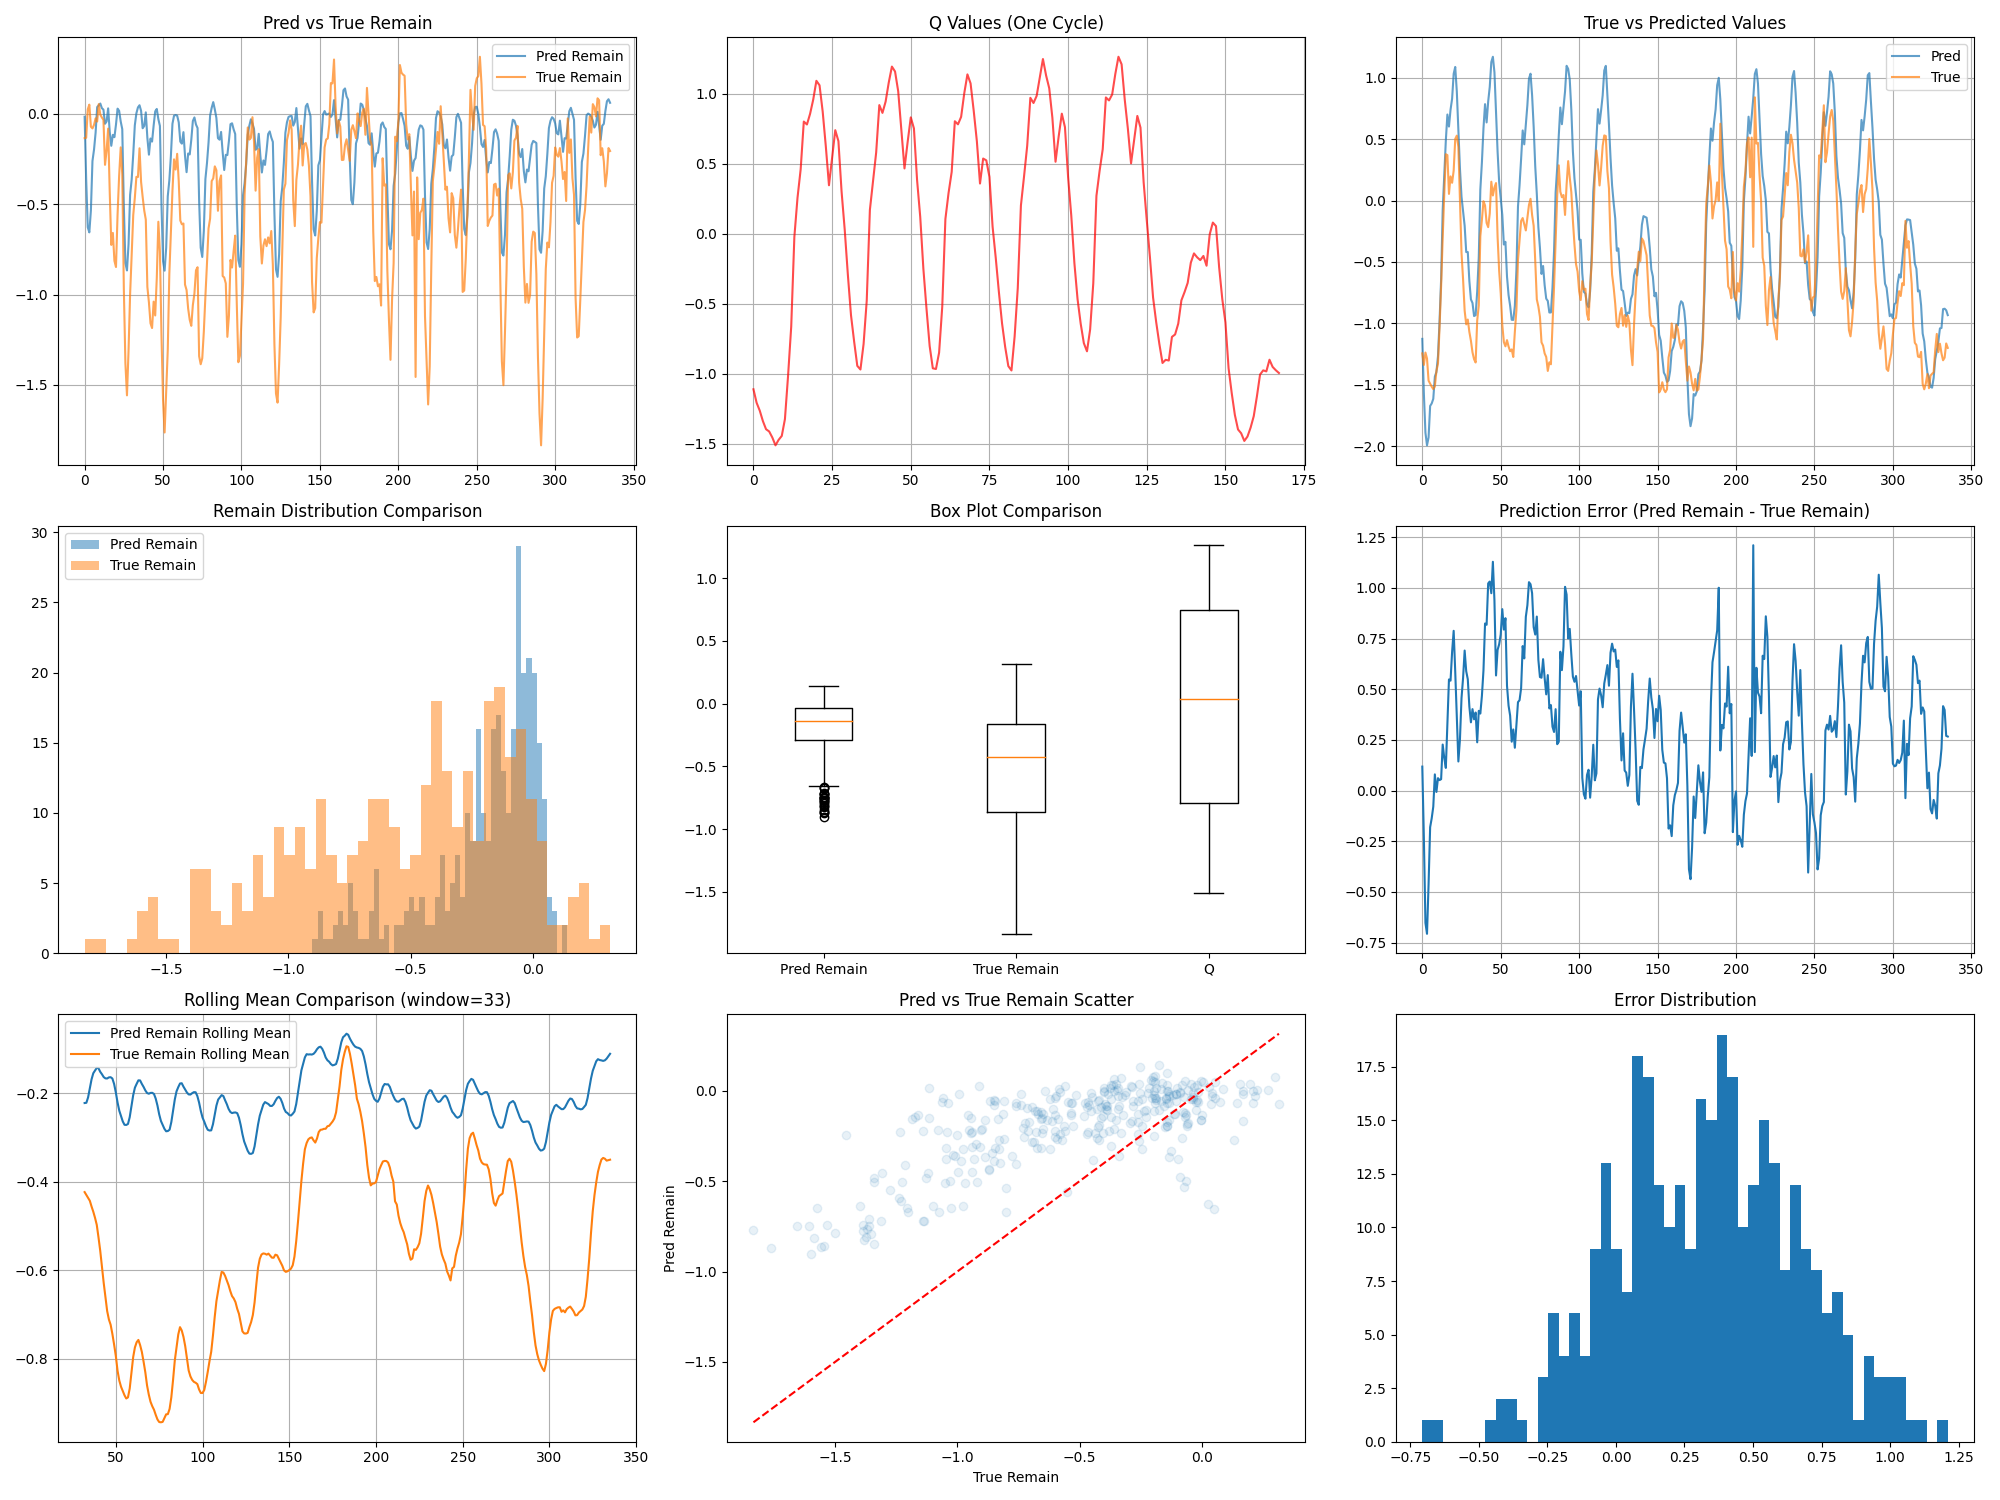 Pred vs True Remain
Pred Remain
True Remain
0.0
−0.5
−1.0
−1.5
0 50 100 150 200 250 300 350
Q Values (One Cycle)
1.0
0.5
0.0
−0.5
−1.0
−1.5
0 25 50 75 100 125 150 175
True vs Predicted Values
Pred
True
1.0
0.5
0.0
−0.5
−1.0
−1.5
−2.0
0 50 100 150 200 250 300 350
Remain Distribution Comparison
Pred Remain
True Remain
30
25
20
15
10
5
0
−1.5 −1.0 −0.5 0.0
Box Plot Comparison
1.0
0.5
0.0
−0.5
−1.0
−1.5
Pred Remain True Remain Q
Prediction Error (Pred Remain - True Remain)
1.25
1.00
0.75
0.50
0.25
0.00
−0.25
−0.50
−0.75
0 50 100 150 200 250 300 350
Rolling Mean Comparison (window=33)
Pred Remain Rolling Mean
True Remain Rolling Mean
−0.2
−0.4
−0.6
−0.8
50 100 150 200 250 300 350
Pred vs True Remain Scatter
Pred Remain
0.0
−0.5
−1.0
−1.5
−1.5 −1.0 −0.5 0.0
True Remain
Error Distribution
17.5
15.0
12.5
10.0
7.5
5.0
2.5
0.0
−0.75 −0.50 −0.25 0.00 0.25 0.50 0.75 1.00 1.25